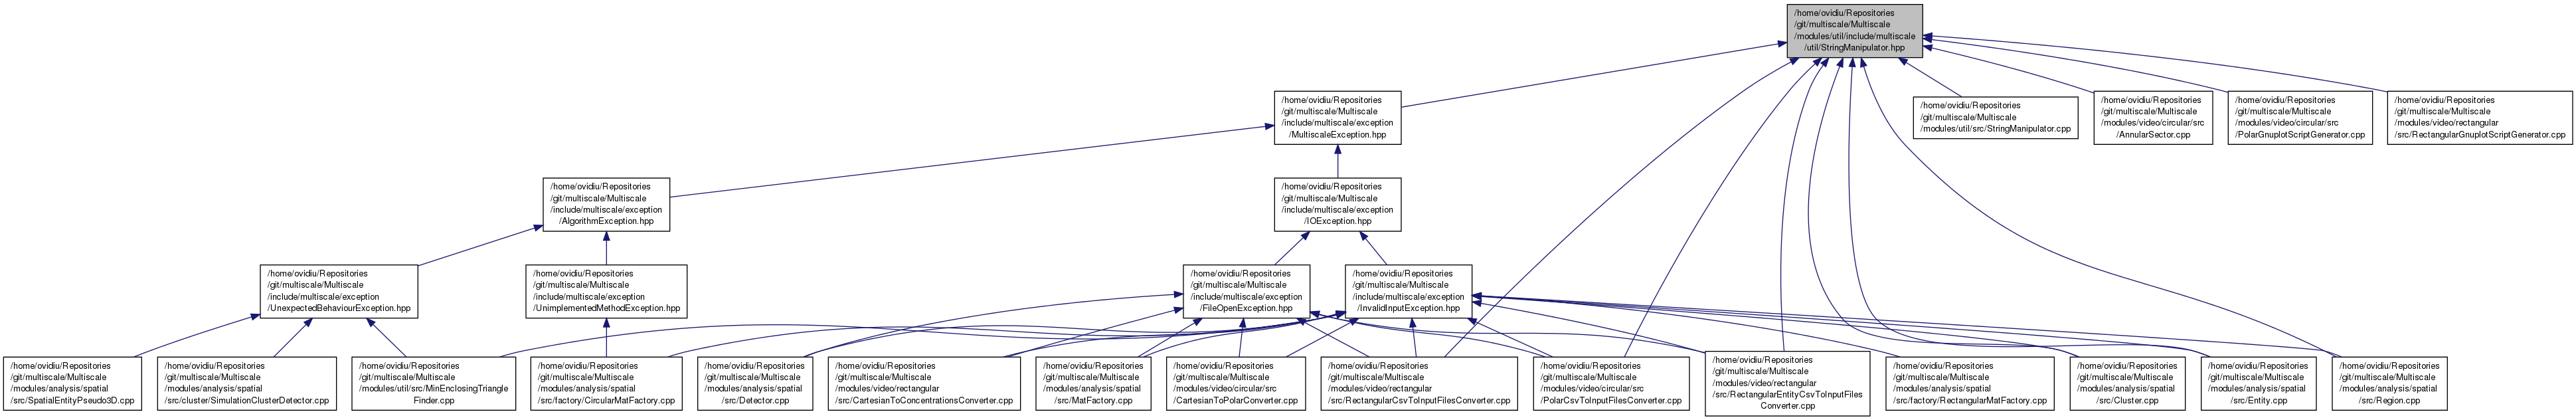 /home/ovidiu/Repositories
/git/multiscale/Multiscale
/modules/util/include/multiscale
/util/StringManipulator.hpp
/home/ovidiu/Repositories
/git/multiscale/Multiscale
/include/multiscale/exception
/MultiscaleException.hpp
/home/ovidiu/Repositories
/git/multiscale/Multiscale
/modules/util/src/StringManipulator.cpp
/home/ovidiu/Repositories
/git/multiscale/Multiscale
/modules/video/circular/src
/AnnularSector.cpp
/home/ovidiu/Repositories
/git/multiscale/Multiscale
/modules/video/circular/src
/PolarGnuplotScriptGenerator.cpp
/home/ovidiu/Repositories
/git/multiscale/Multiscale
/modules/video/rectangular
/src/RectangularGnuplotScriptGenerator.cpp
/home/ovidiu/Repositories
/git/multiscale/Multiscale
/include/multiscale/exception
/AlgorithmException.hpp
/home/ovidiu/Repositories
/git/multiscale/Multiscale
/include/multiscale/exception
/IOException.hpp
/home/ovidiu/Repositories
/git/multiscale/Multiscale
/include/multiscale/exception
/UnexpectedBehaviourException.hpp
/home/ovidiu/Repositories
/git/multiscale/Multiscale
/include/multiscale/exception
/UnimplementedMethodException.hpp
/home/ovidiu/Repositories
/git/multiscale/Multiscale
/include/multiscale/exception
/FileOpenException.hpp
/home/ovidiu/Repositories
/git/multiscale/Multiscale
/include/multiscale/exception
/InvalidInputException.hpp
/home/ovidiu/Repositories
/git/multiscale/Multiscale
/modules/analysis/spatial
/src/SpatialEntityPseudo3D.cpp
/home/ovidiu/Repositories
/git/multiscale/Multiscale
/modules/analysis/spatial
/src/cluster/SimulationClusterDetector.cpp
/home/ovidiu/Repositories
/git/multiscale/Multiscale
/modules/util/src/MinEnclosingTriangle
Finder.cpp
/home/ovidiu/Repositories
/git/multiscale/Multiscale
/modules/analysis/spatial
/src/factory/CircularMatFactory.cpp
/home/ovidiu/Repositories
/git/multiscale/Multiscale
/modules/analysis/spatial
/src/Detector.cpp
/home/ovidiu/Repositories
/git/multiscale/Multiscale
/modules/video/rectangular
/src/CartesianToConcentrationsConverter.cpp
/home/ovidiu/Repositories
/git/multiscale/Multiscale
/modules/analysis/spatial
/src/MatFactory.cpp
/home/ovidiu/Repositories
/git/multiscale/Multiscale
/modules/video/circular/src
/CartesianToPolarConverter.cpp
/home/ovidiu/Repositories
/git/multiscale/Multiscale
/modules/video/rectangular
/src/RectangularCsvToInputFilesConverter.cpp
/home/ovidiu/Repositories
/git/multiscale/Multiscale
/modules/video/circular/src
/PolarCsvToInputFilesConverter.cpp
/home/ovidiu/Repositories
/git/multiscale/Multiscale
/modules/video/rectangular
/src/RectangularEntityCsvToInputFiles
Converter.cpp
/home/ovidiu/Repositories
/git/multiscale/Multiscale
/modules/analysis/spatial
/src/factory/RectangularMatFactory.cpp
/home/ovidiu/Repositories
/git/multiscale/Multiscale
/modules/analysis/spatial
/src/Cluster.cpp
/home/ovidiu/Repositories
/git/multiscale/Multiscale
/modules/analysis/spatial
/src/Entity.cpp
/home/ovidiu/Repositories
/git/multiscale/Multiscale
/modules/analysis/spatial
/src/Region.cpp